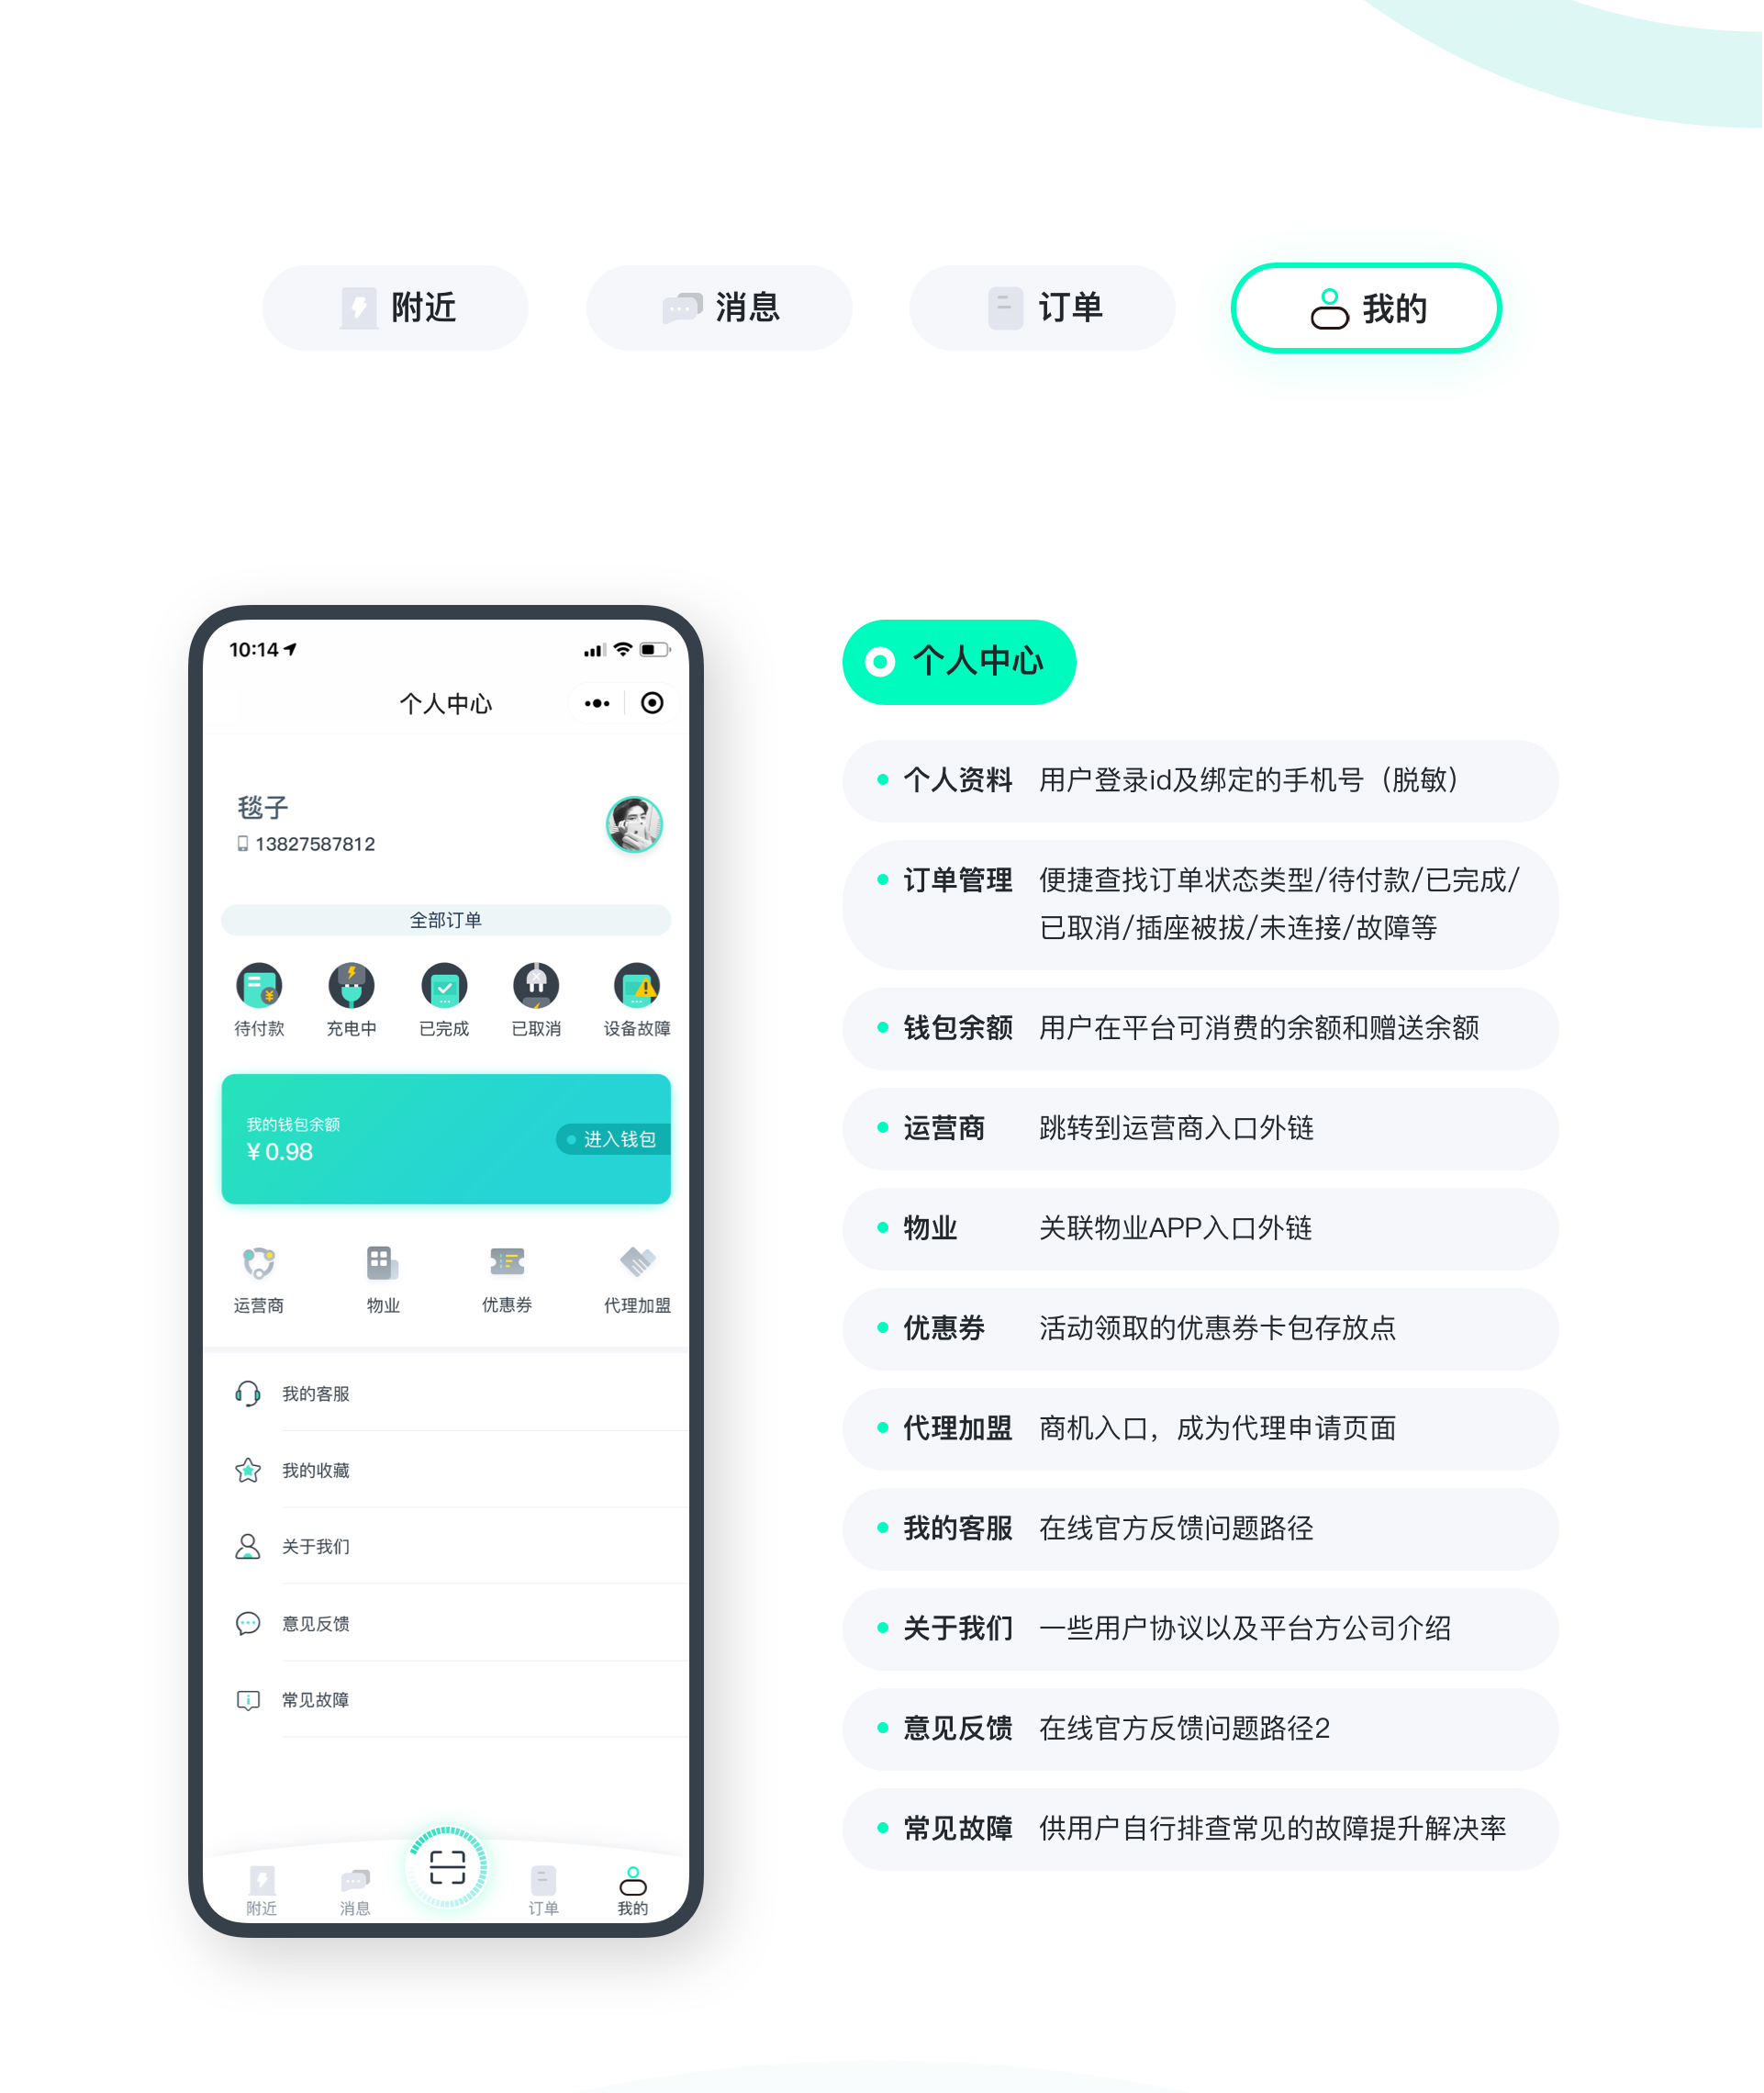 附近
消息
订单
我的
10:14
个人中心
毯子
13827587812
全部订单
待付款
充电中
已完成
已取消
设备故障
我的钱包余额
¥ 0.98
进入钱包
运营商
物业
优惠券
代理加盟
我的客服
我的收藏
关于我们
意见反馈
常见故障
附近
消息
订单
我的
个人中心
个人资料 用户登录id及绑定的手机号（脱敏）
订单管理 便捷查找订单状态类型/待付款/已完成/
已取消/插座被拔/未连接/故障等
钱包余额 用户在平台可消费的余额和赠送余额
运营商 跳转到运营商入口外链
物业 关联物业APP入口外链
优惠券 活动领取的优惠券卡包存放点
代理加盟 商机入口，成为代理申请页面
我的客服 在线官方反馈问题路径
关于我们 一些用户协议以及平台方公司介绍
意见反馈 在线官方反馈问题路径2
常见故障 供用户自行排查常见的故障提升解决率